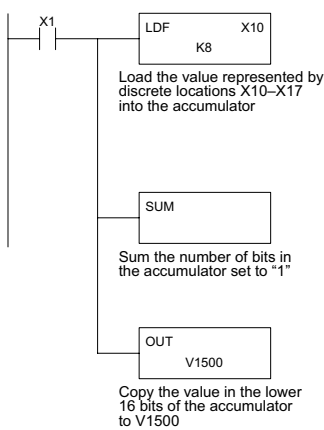 X1
LDF X10
K8
Load the value represented by
discrete locations X10–X17
into the accumulator
SUM
Sum the number of bits in
the accumulator set to “1”
OUT
V1500
Copy the value in the lower
16 bits of the accumulator
to V1500